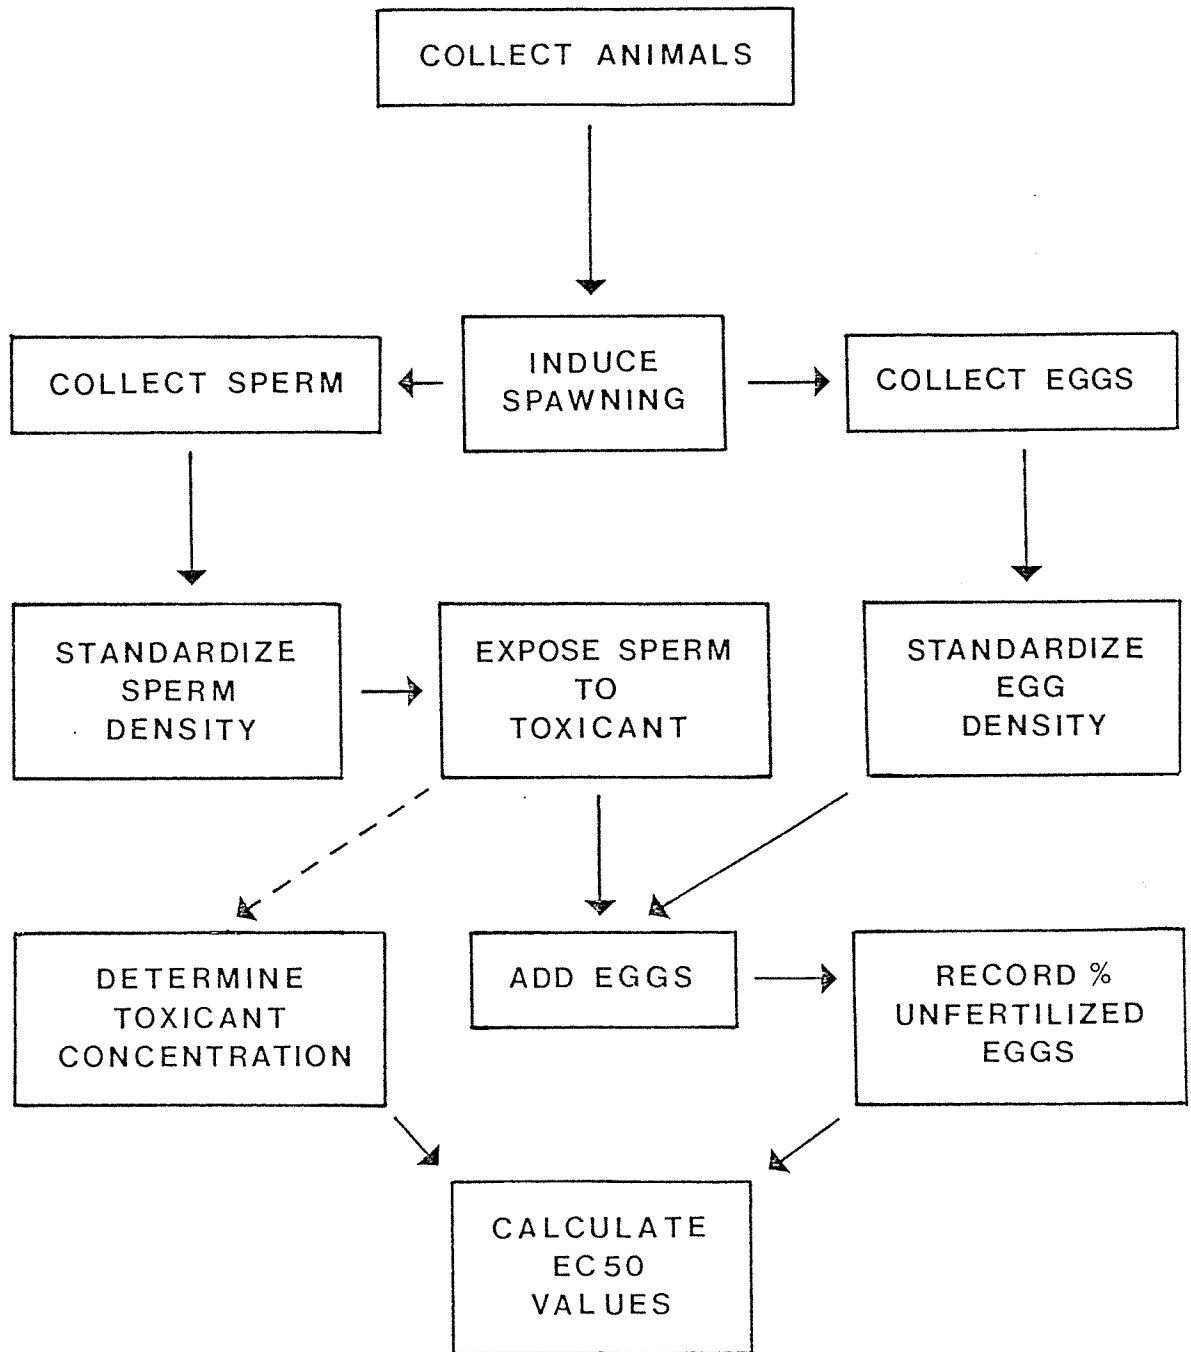 COLLECT ANIMALS
INDUCE
SPAWNING
COLLECT SPERM
COLLECT EGGS
STANDARDIZE
SPERM
DENSITY
EXPOSE SPERM
TO
TOXICANT
STANDARDIZE
EGG
DENSITY
DETERMINE
TOXICANT
CONCENTRATION
ADD EGGS
RECORD %
UNFERTILIZED
EGGS
CALCULATE
EC50
VALUES